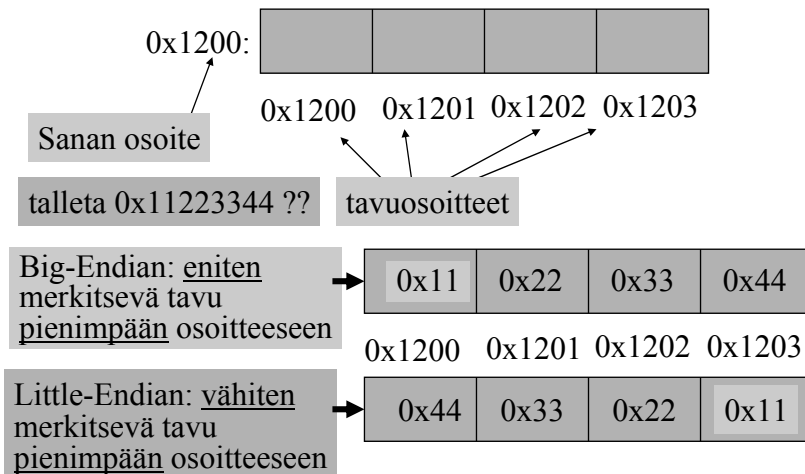 0x1200:
0x1200 0x1201 0x1202 0x1203
Sanan osoite
talleta 0x11223344 ??
tavuosoitteet
Big-Endian: eniten
merkitsevä tavu
pienimpään osoitteeseen
0x11 0x22 0x33 0x44
0x1200 0x1201 0x1202 0x1203
Little-Endian: vähiten
merkitsevä tavu
pienimpään osoitteeseen
0x44 0x33 0x22 0x11